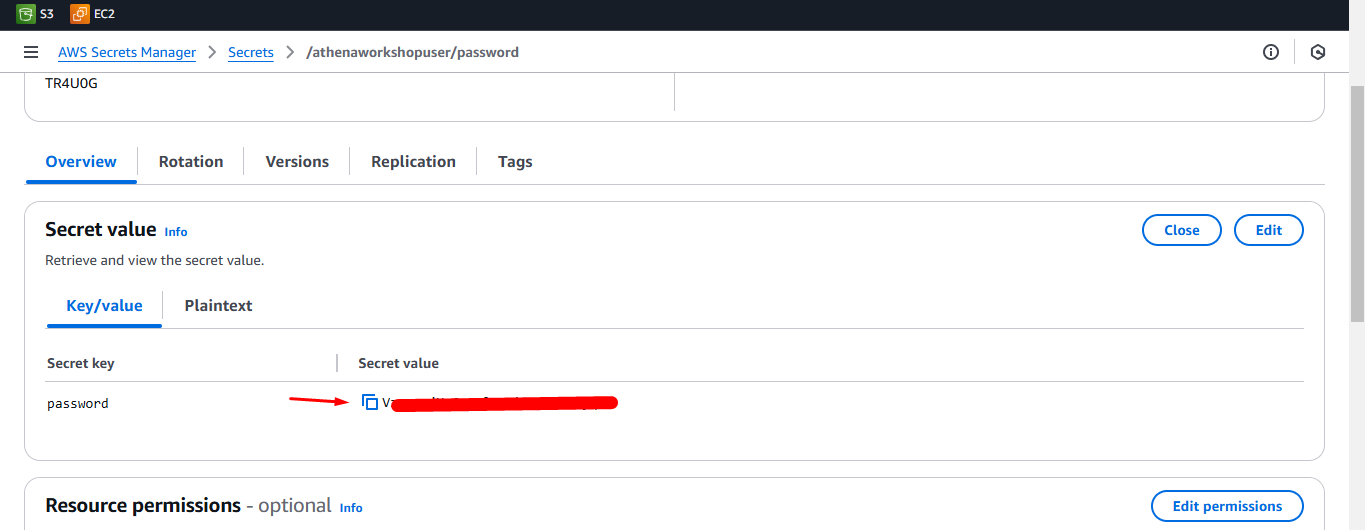 S3 EC2
AWS Secrets Manager > Secrets > /athenaworkshopuser/password
TR4U0G
Overview Rotation Versions Replication Tags
Secret value Info Close Edit
Retrieve and view the secret value.
Key/value Plaintext
Secret key Secret value
password
Resource permissions - optional Info Edit permissions